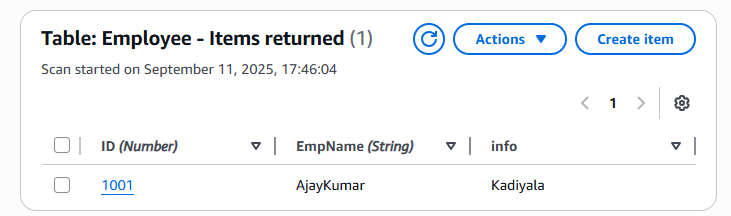 Table: Employee - Items returned (1)
Actions
Create item
Scan started on September 11, 2025, 17:46:04
1
ID (Number) EmpName (String) info
1001 AjayKumar Kadiyala